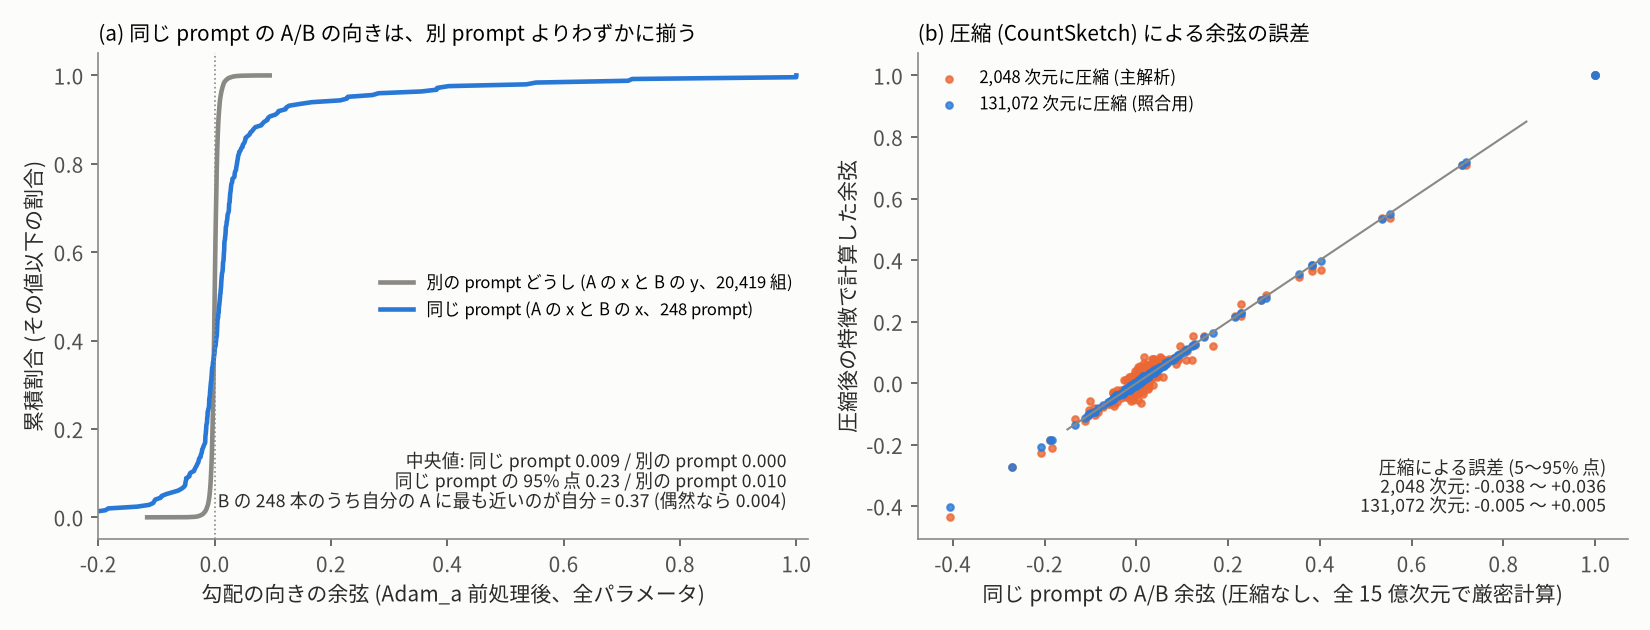 (a) 同じ prompt の A/B の向きは、別 prompt よりわずかに揃う
累積割合 (その値以下の割合)
1.0
0.8
0.6
0.4
0.2
0.0
別の prompt どうし (A の x と B の y、20,419 組)
同じ prompt (A の x と B の x、248 prompt)
中央値: 同じ prompt 0.009 / 別の prompt 0.000
同じ prompt の 95% 点 0.23 / 別の prompt 0.010
B の 248 本のうち自分の A に最も近いのが自分 = 0.37 (偶然なら 0.004)
-0.2 0.0 0.2 0.4 0.6 0.8 1.0
勾配の向きの余弦 (Adam_a 前処理後、全パラメータ)
(b) 圧縮 (CountSketch) による余弦の誤差
圧縮後の特徴で計算した余弦
1.0
0.8
0.6
0.4
0.2
0.0
-0.2
-0.4
2,048 次元に圧縮 (主解析)
131,072 次元に圧縮 (照合用)
圧縮による誤差 (5〜95% 点)
2,048 次元: -0.038 〜 +0.036
131,072 次元: -0.005 〜 +0.005
-0.4 -0.2 0.0 0.2 0.4 0.6 0.8 1.0
同じ prompt の A/B 余弦 (圧縮なし、全 15 億次元で厳密計算)